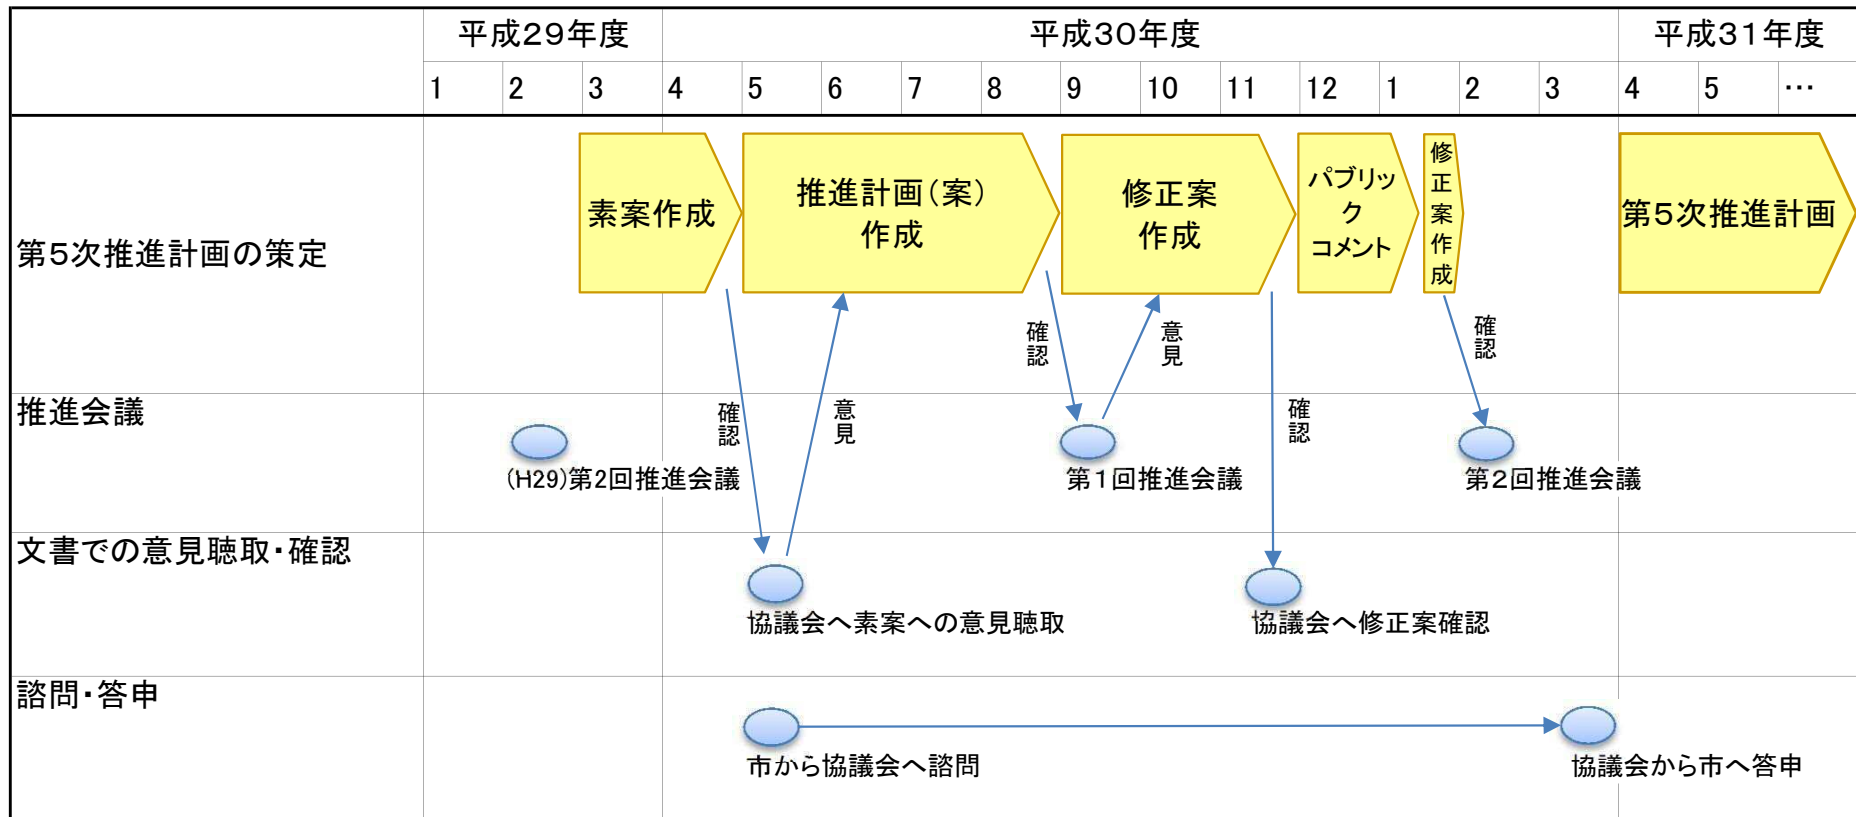 平成29年度
平成30年度
平成31年度
1 2 3 4 5 6 7 8 9 10 11 12 1 2 3 4 5 …
第5次推進計画の策定
素案作成
推進計画（案）
作成
修正案
作成
パブリッ
ク
コメント
修正案作成
第5次推進計画
確認
意見
確認
推進会議
確認
意見
確認
(H29)第2回推進会議
第1回推進会議
第2回推進会議
文書での意見聴取・確認
協議会へ素案への意見聴取
協議会へ修正案確認
諮問・答申
市から協議会へ諮問
協議会から市へ答申